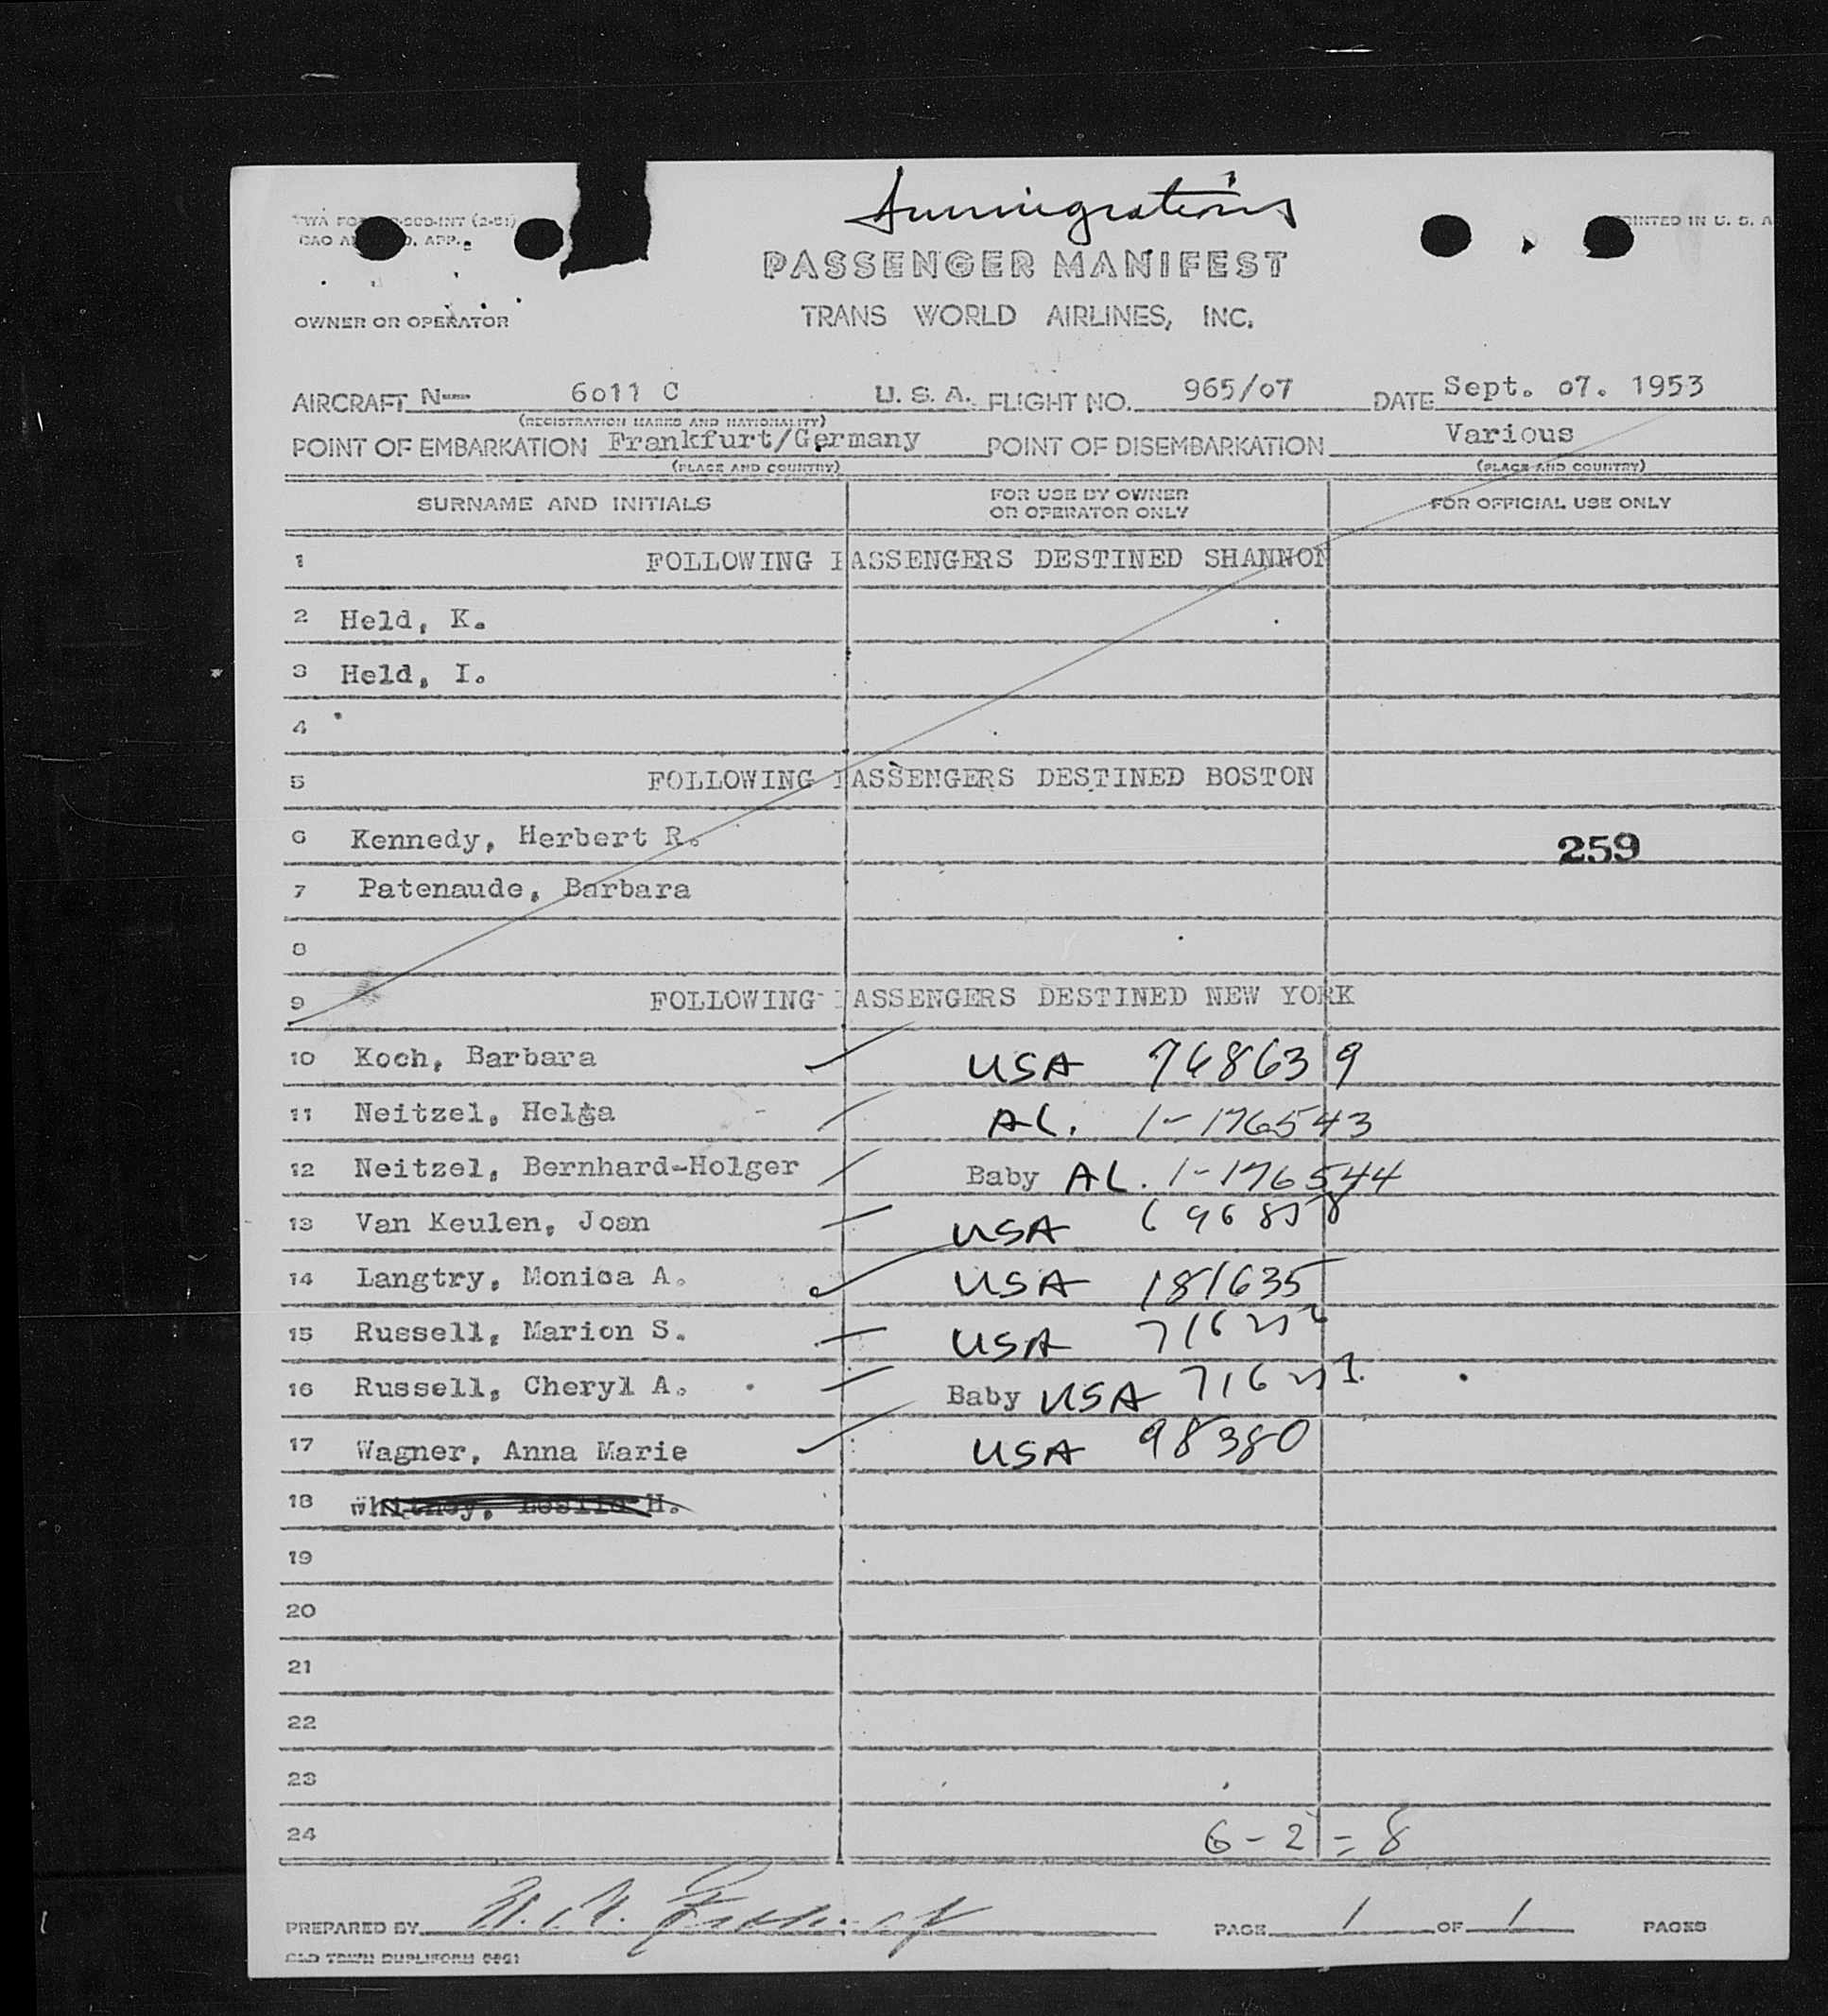 Immigrations
PRINTED IN U. S. A
PASSENGER MANIFEST
OWNER OR OPERATOR TRANS WORLD AIRLINES, INC.
AIRCRAFT N-- 6011 C U. S. A. FLIGHT NO. 965/07 DATE Sept. 07. 1953
(REGISTRATION MARKS AND NATIONALITY)
POINT OF EMBARKATION Frankfurt/Germany POINT OF DISEMBARKATION Various
(PLACE AND COUNTRY) (PLACE AND COUNTRY)
SURNAME AND INITIALS FOR USE BY OWNER OR OPERATOR ONLY FOR OFFICIAL USE ONLY
1 FOLLOWING PASSENGERS DESTINED SHANNON
2 Held, K.
3 Held, I.
4
5 FOLLOWING PASSENGERS DESTINED BOSTON
6 Kennedy, Herbert R. 259
7 Patenaude, Barbara
8
9 FOLLOWING PASSENGERS DESTINED NEW YORK
10 Koch, Barbara USA 768639
11 Neitzel, Helga AL. 1-176543
12 Neitzel, Bernhard-Holger Baby AL. 1-176544
13 Van Keulen, Joan USA
14 Langtry, Monica A. USA 181635
15 Russell, Marion S. USA
16 Russell, Cheryl A. Baby USA
17 Wagner, Anna Marie USA 98380
18 H.
19
20
21
22
23
24 6-2=8
PREPARED BY PAGE 1 OF 1 PAGES